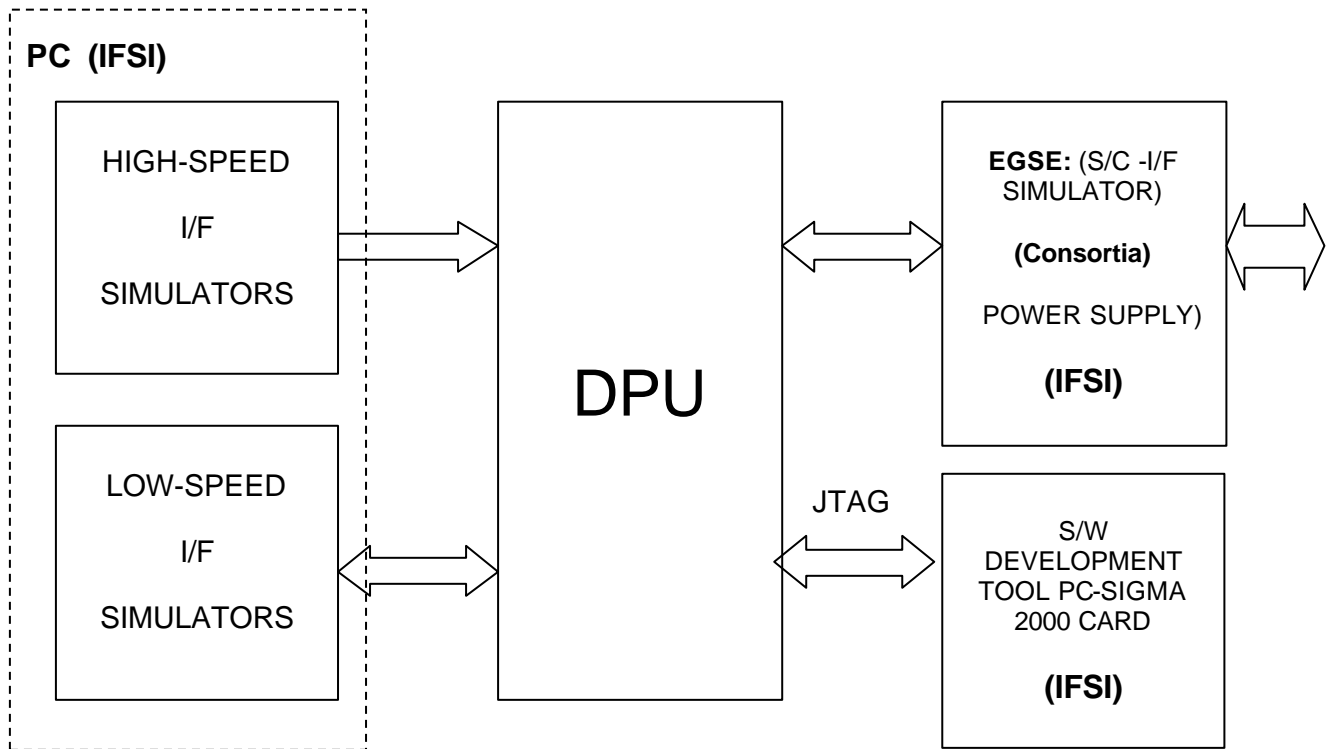 PC (IFSI)
HIGH-SPEED
I/F
SIMULATORS
LOW-SPEED
I/F
SIMULATORS
DPU
EGSE: (S/C -I/F
SIMULATOR)
(Consortia)
POWER SUPPLY)
(IFSI)
JTAG
S/W
DEVELOPMENT
TOOL PC-SIGMA
2000 CARD
(IFSI)